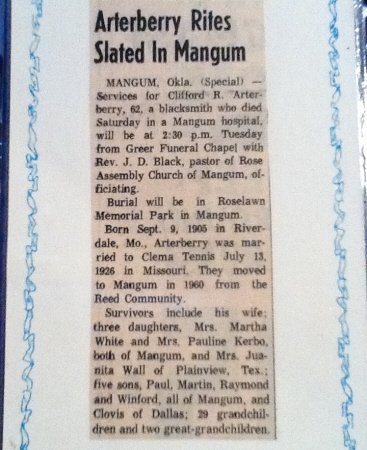 Arterberry Rites
Slated In Mangum
MANGUM, Okla. (Special) —
Services for Clifford R. Arter-
berry, 62, a blacksmith who died
Saturday in a Mangum hospital,
will be at 2:30 p.m. Tuesday
from Greer Funeral Chapel with
Rev. J. D. Black, pastor of Rose
Assembly Church of Mangum, of-
ficiating.
Burial will be in Roselawn
Memorial Park in Mangum.
Born Sept. 9, 1905 in River-
dale, Mo., Arterberry was mar-
ried to Clema Tennis July 13,
1926 in Missouri. They moved
to Mangum in 1960 from the
Reed Community.
Survivors include his wife;
three daughters, Mrs. Martha
White and Mrs. Pauline Kerbo,
both of Mangum, and Mrs. Jua-
nita Wall of Plainview, Tex.;
five sons, Paul, Martin, Raymond
and Winford, all of Mangum, and
Clovis of Dallas; 29 grandchil-
dren and two great-grandchildren.